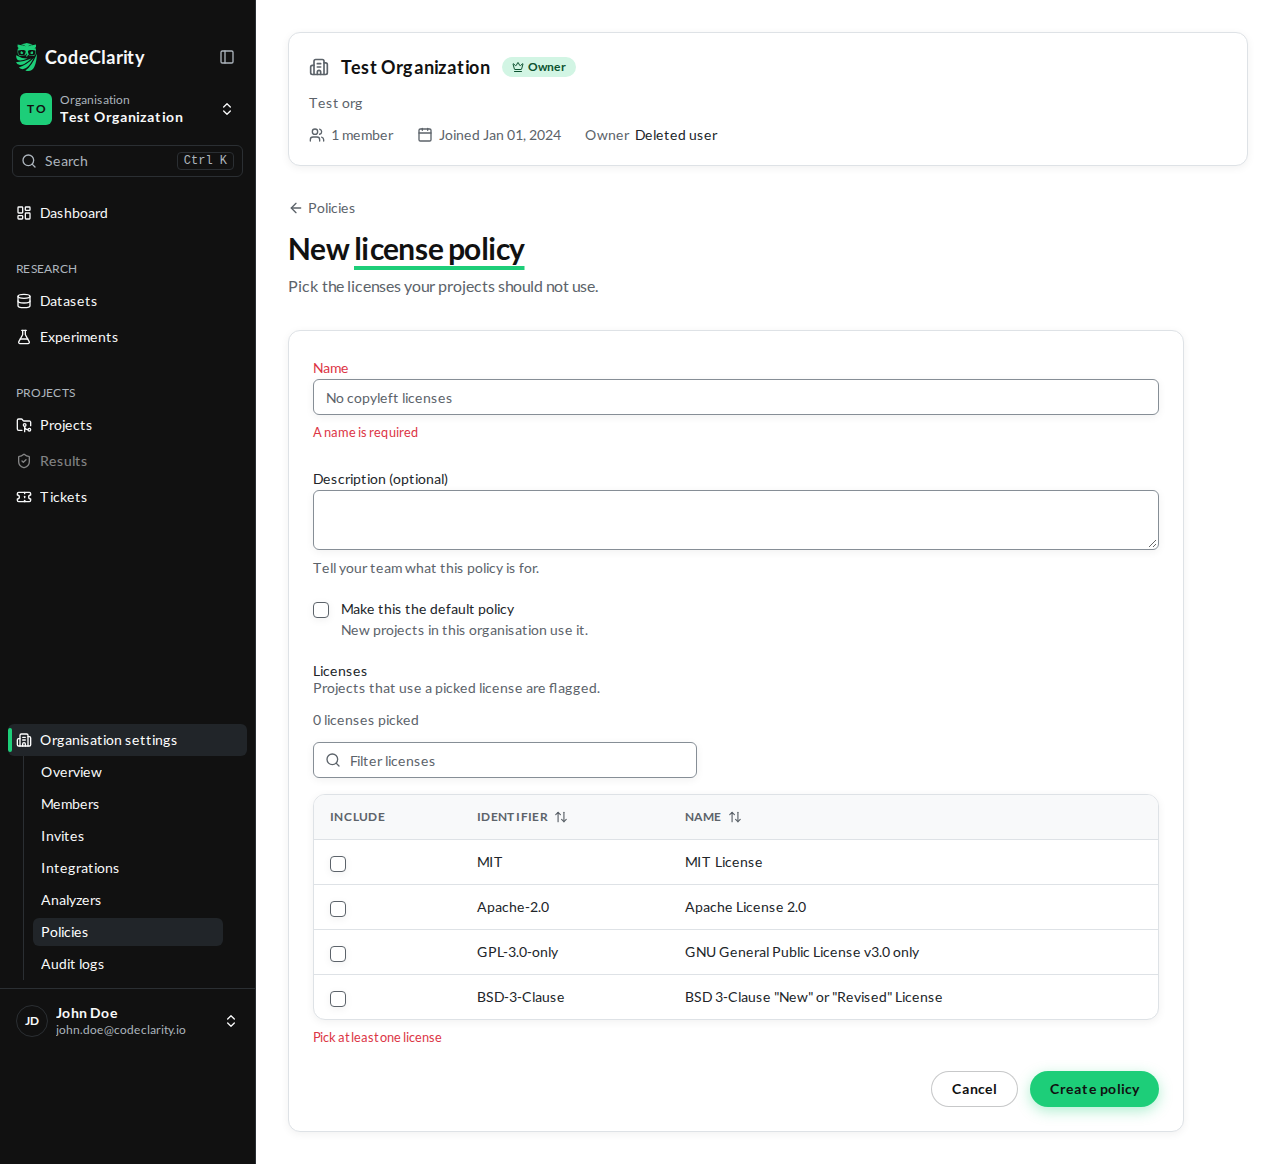 CodeClarity
TO
Organisation
Test Organization
Search
Ctrl K
Dashboard
RESEARCH
Datasets
Experiments
PROJECTS
Projects
Results
Tickets
Organisation settings
Overview
Members
Invites
Integrations
Analyzers
Policies
Audit logs
JD
John Doe
john.doe@codeclarity.io
Test Organization
Owner
Test org
1 member
Joined Jan 01, 2024
Owner Deleted user
Policies
New license policy
Pick the licenses your projects should not use.
Name
No copyleft licenses
A name is required
Description (optional)
Tell your team what this policy is for.
Make this the default policy
New projects in this organisation use it.
Licenses
Projects that use a picked license are flagged.
0 licenses picked
Filter licenses
INCLUDE IDENTIFIER NAME
MIT MIT License
Apache-2.0 Apache License 2.0
GPL-3.0-only GNU General Public License v3.0 only
BSD-3-Clause BSD 3-Clause "New" or "Revised" License
Pick at least one license
Cancel
Create policy